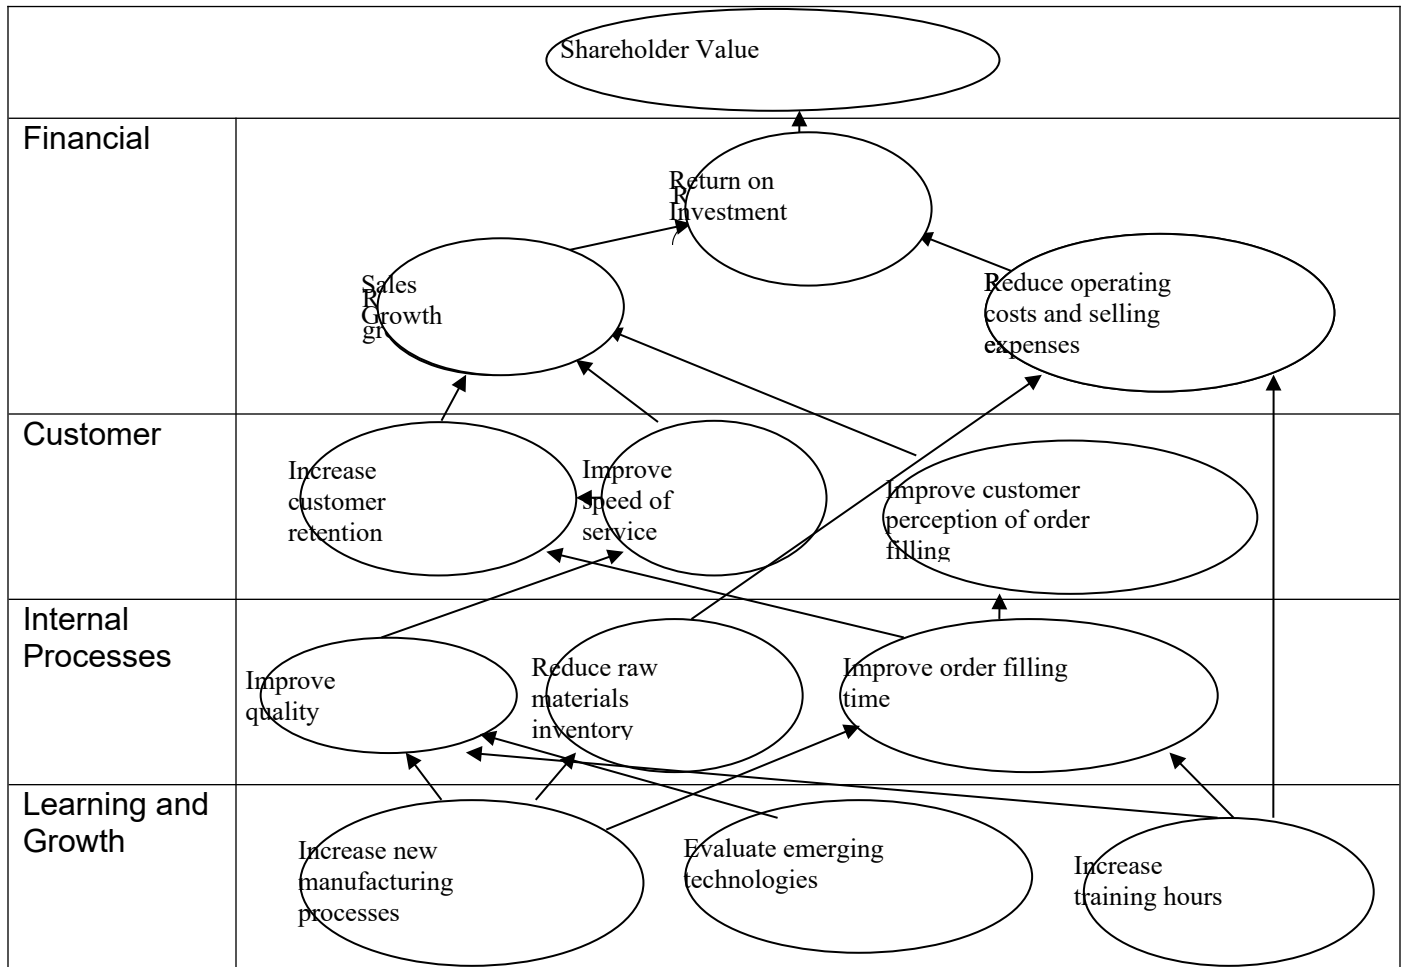 Shareholder Value
Financial
Return on
R
Investment
Sales
R
Growth
gr
Reduce operating
costs and selling
expenses
Customer
Increase
customer
retention
Improve
speed of
service
Improve customer
perception of order
filling
Internal
Processes
Improve
quality
Reduce raw
materials
inventory
Improve order filling
time
Learning and
Growth
Increase new
manufacturing
processes
Evaluate emerging
technologies
Increase
training hours